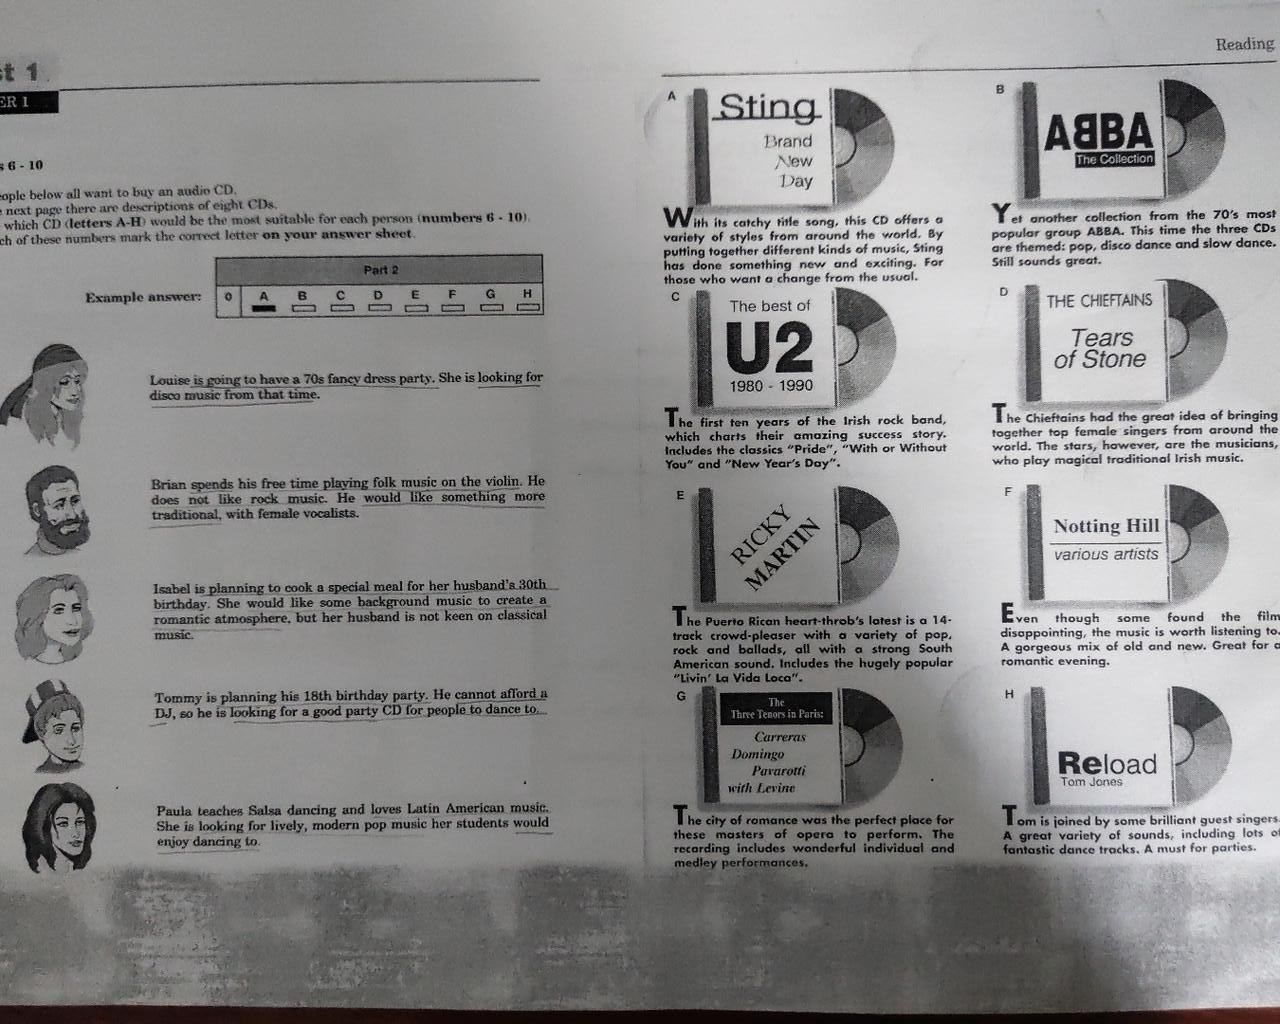 t 1
ER 1
s 6 - 10
ople below all want to buy an audio CD.
next page there are descriptions of eight CDs.
which CD (letters A-H) would be the most suitable for each person (numbers 6 - 10).
ch of these numbers mark the correct letter on your answer sheet.
Part 2
Example answer: 0 A B C D E F G H
Louise is going to have a 70s fancy dress party. She is looking for
disco music from that time.
Brian spends his free time playing folk music on the violin. He
does not like rock music. He would like something more
traditional, with female vocalists.
Isabel is planning to cook a special meal for her husband's 30th
birthday. She would like some background music to create a
romantic atmosphere, but her husband is not keen on classical
music.
Tommy is planning his 18th birthday party. He cannot afford a
DJ, so he is looking for a good party CD for people to dance to.
Paula teaches Salsa dancing and loves Latin American music.
She is looking for lively, modern pop music her students would
enjoy dancing to.
Reading
A
Sting
Brand
New
Day
With its catchy title song, this CD offers a
variety of styles from around the world. By
putting together different kinds of music, Sting
has done something new and exciting. For
those who want a change from the usual.
B
ABBA
The Collection
Yet another collection from the 70's most
popular group ABBA. This time the three CDs
are themed: pop, disco dance and slow dance.
Still sounds great.
C
The best of
U2
1980 - 1990
The first ten years of the Irish rock band,
which charts their amazing success story.
Includes the classics "Pride", "With or Without
You" and "New Year's Day".
D
THE CHIEFTAINS
Tears
of Stone
The Chieftains had the great idea of bringing
together top female singers from around the
world. The stars, however, are the musicians,
who play magical traditional Irish music.
E
RICKY
MARTIN
The Puerto Rican heart-throb's latest is a 14-
track crowd-pleaser with a variety of pop,
rock and ballads, all with a strong South
American sound. Includes the hugely popular
"Livin' La Vida Loca".
F
Notting Hill
various artists
Even though some found the film
disappointing, the music is worth listening to.
A gorgeous mix of old and new. Great for a
romantic evening.
G
The
Three Tenors in Paris:
Carreras
Domingo
Pavarotti
with Levine
The city of romance was the perfect place for
these masters of opera to perform. The
recording includes wonderful individual and
medley performances.
H
Reload
Tom Jones
Tom is joined by some brilliant guest singers.
A great variety of sounds, including lots of
fantastic dance tracks. A must for parties.